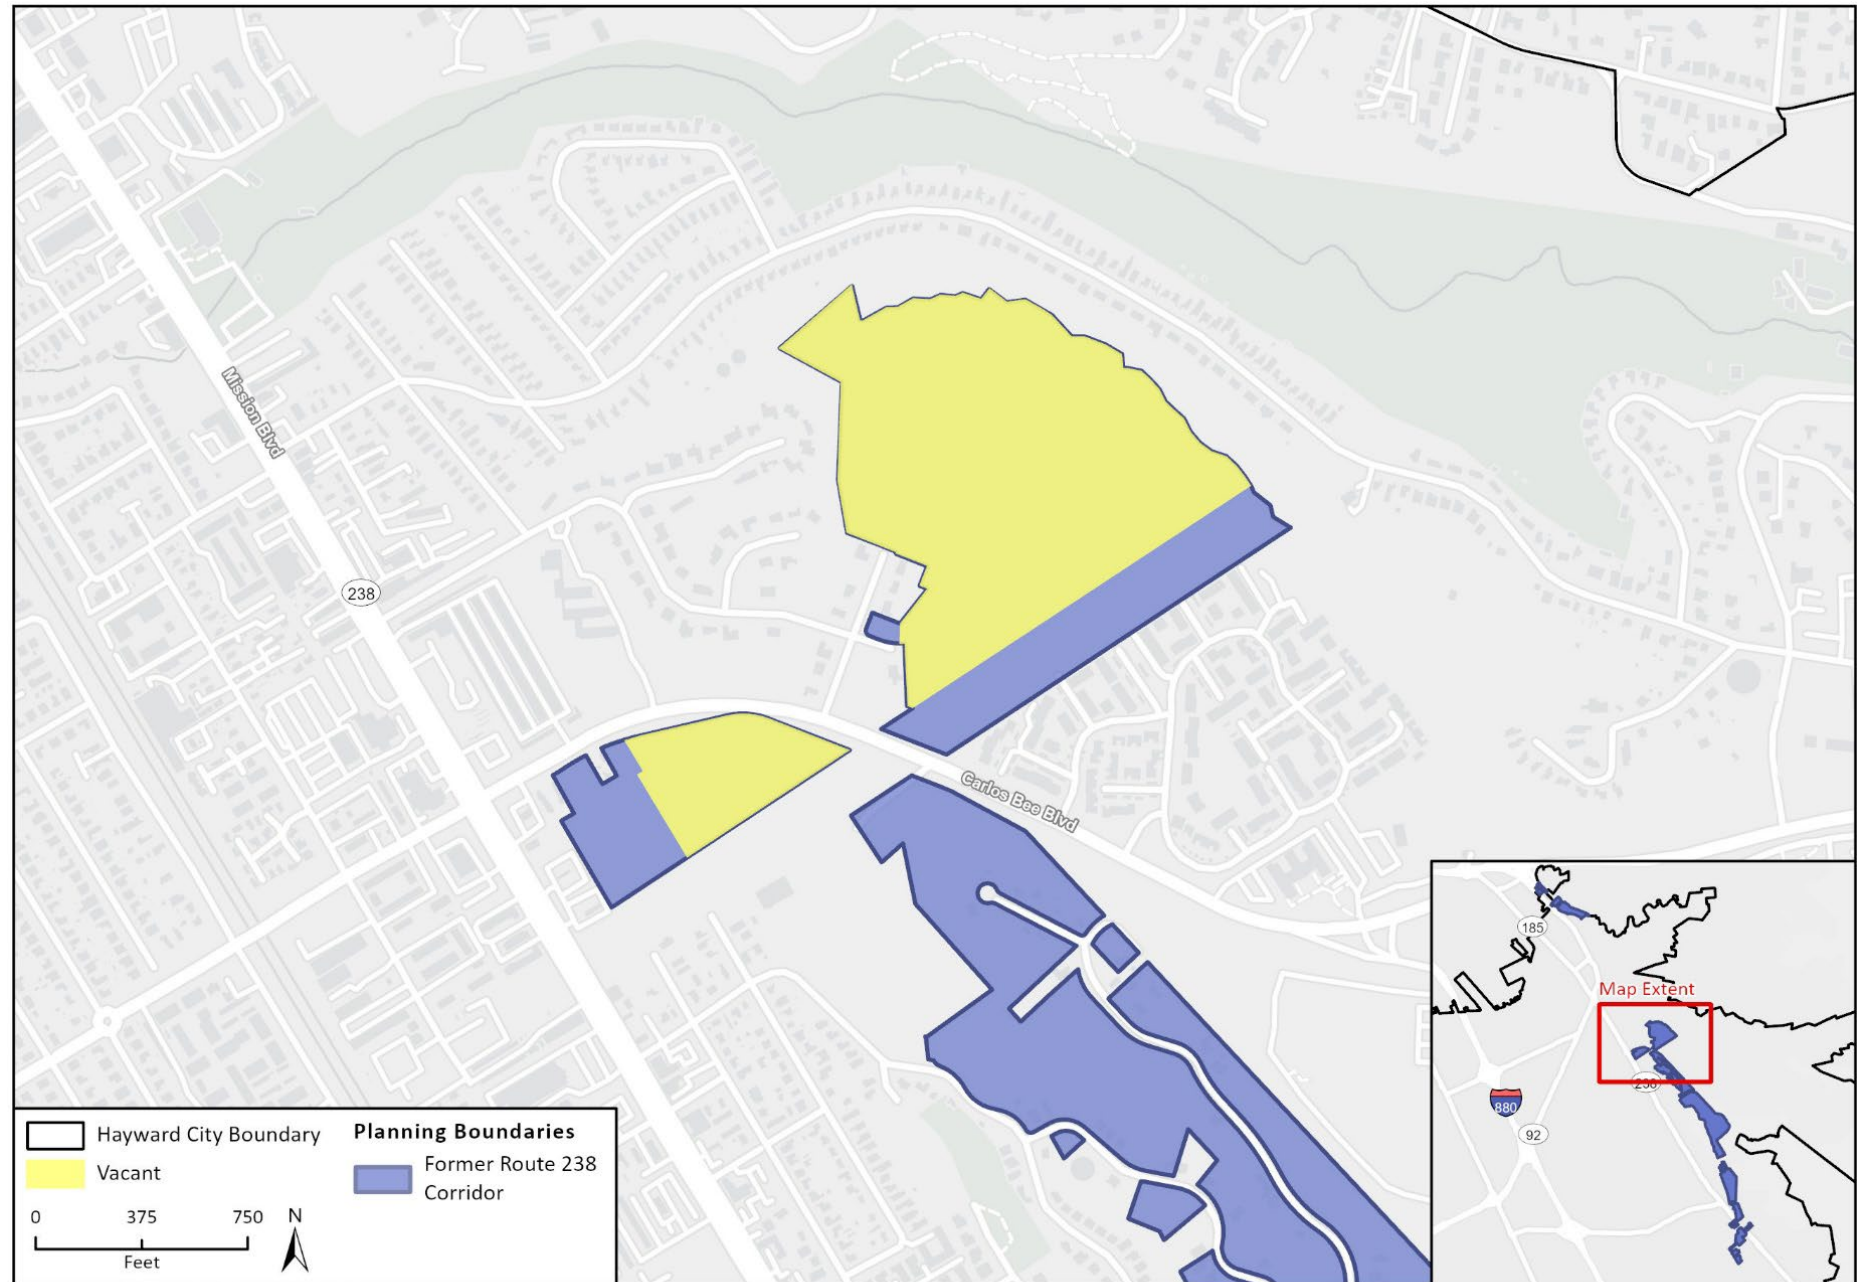 Mission Blvd
238
Carlos Bee Blvd
185
Map Extent
238
880
92
Hayward City Boundary
Vacant
Planning Boundaries
Former Route 238
Corridor
0 375 750
Feet
N